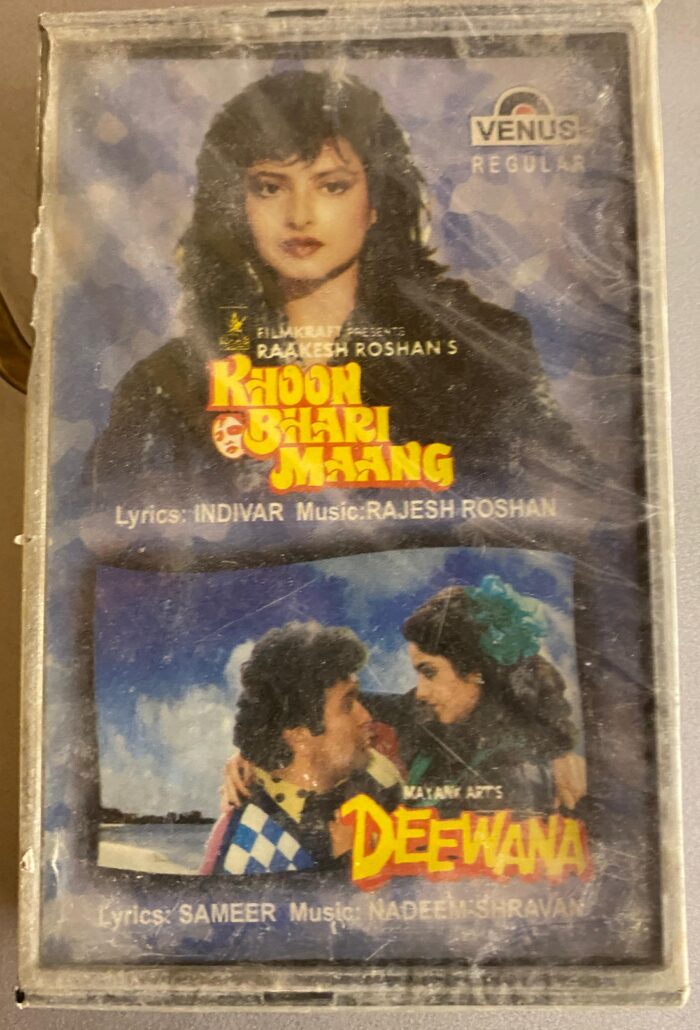 VENUS
REGULAR
FILMKRAFT PRESENTS
RAAKESH ROSHAN'S
KHOON
BHARI
MAANG
Lyrics: INDIVAR Music:RAJESH ROSHAN
MAYANK ART'S
DEEWANA
Lyrics: SAMEER Music: NADEEM-SHRAVAN